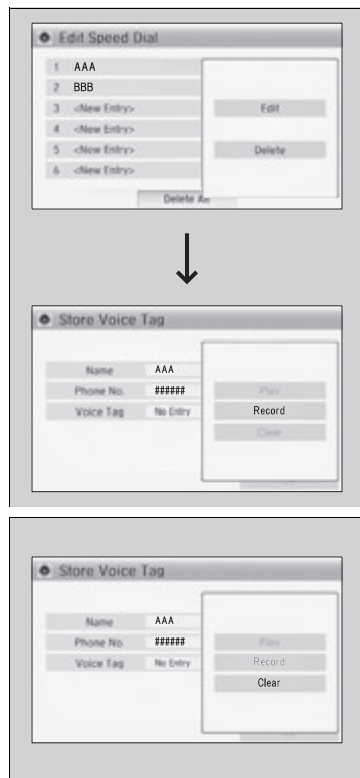 Edit Speed Dial
1 AAA
2 BBB
3 <New Entry>
4 <New Entry>
5 <New Entry>
6 <New Entry>
Edit
Delete
Delete All
Store Voice Tag
Name AAA
Phone No. ######
Voice Tag No Entry
Play
Record
Clear
Store Voice Tag
Name AAA
Phone No. ######
Voice Tag No Entry
Play
Record
Clear